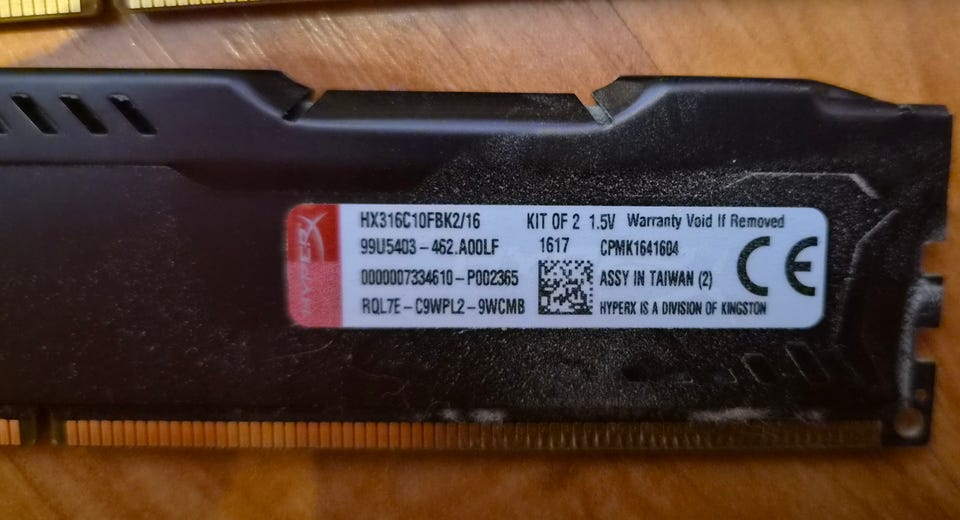 HYPERX
HX316C10FBK2/16 KIT OF 2 1.5V Warranty Void If Removed
99U5403-462.A00LF 1617 CPMK1641604
0000007334610-P002365 ASSY IN TAIWAN (2)
RQL7E-C9WPL2-9WCMB HYPERX IS A DIVISION OF KINGSTON
CE